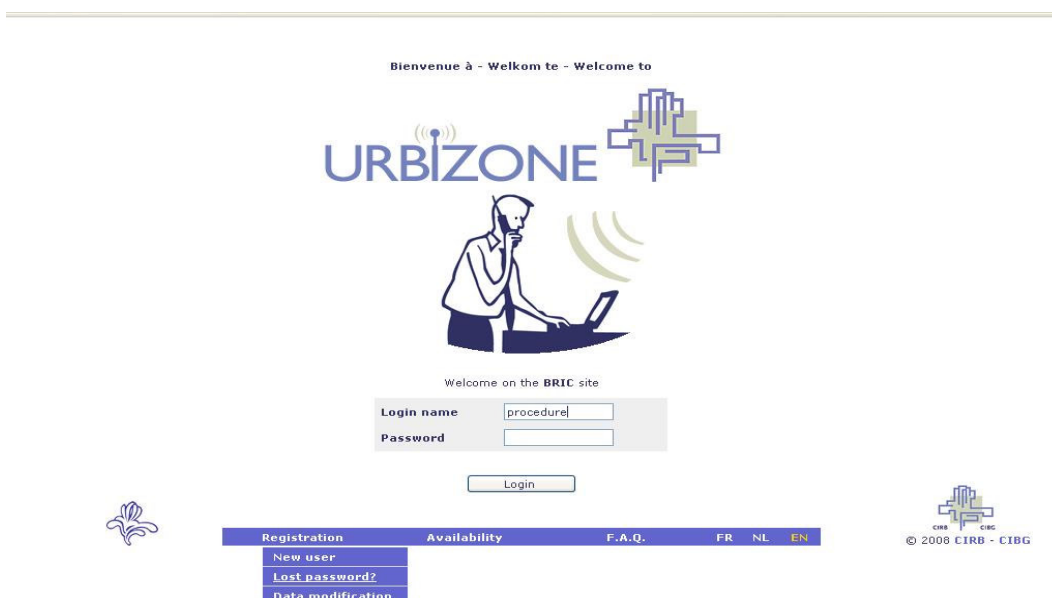 Bienvenue à - Welkom te - Welcome to
URBIZONE
Welcome on the BRIC site
Login name procedure
Password
Login
Registration Availability F.A.Q. FR NL EN
New user
Lost password?
Data modification
CIRB CIBG
© 2008 CIRB - CIBG